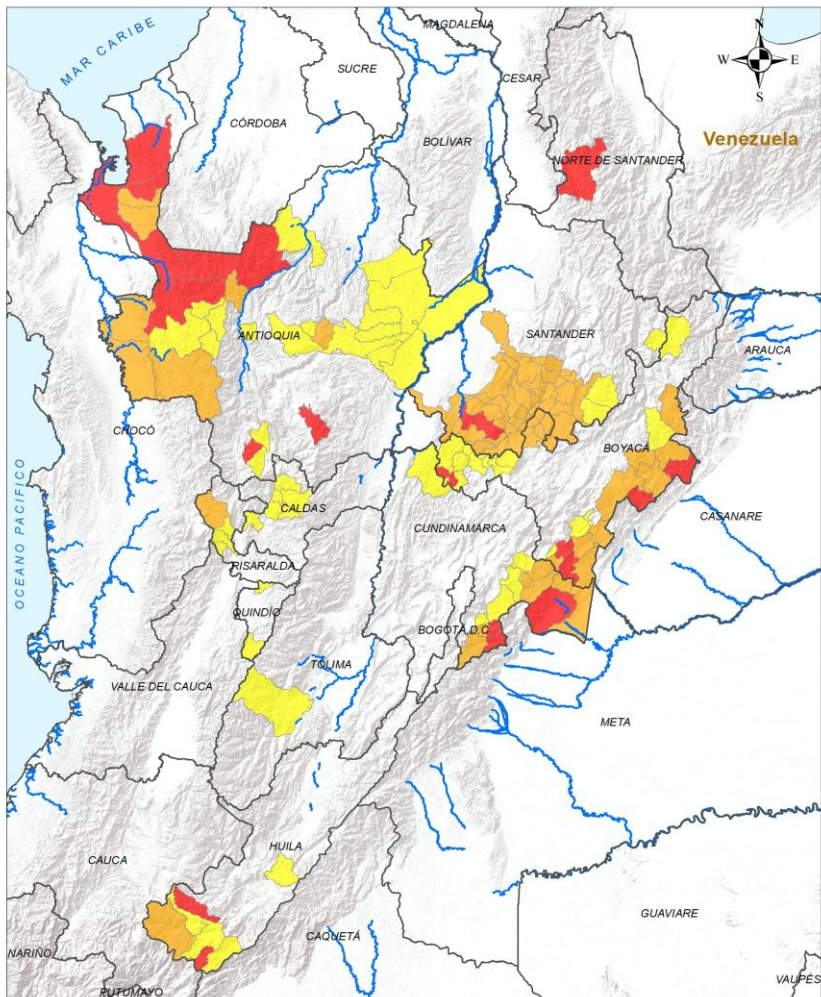 MAGDALENA
MAR CARIBE
SUCRE
CESAR
N
W E
S
CÓRDOBA
BOLÍVAR
Venezuela
NORTE DE SANTANDER
ANTIOQUIA
SANTANDER
ARAUCA
CHOCÓ
BOYACÁ
OCEANO PACIFICO
CALDAS
CUNDINAMARCA
CASANARE
RISARALDA
QUINDÍO
BOGOTÁ D.C
TOLIMA
VALLE DEL CAUCA
META
HUILA
CAUCA
GUAVIARE
CAQUETÁ
NARIÑO
PUTUMAYO
VAUPÉS